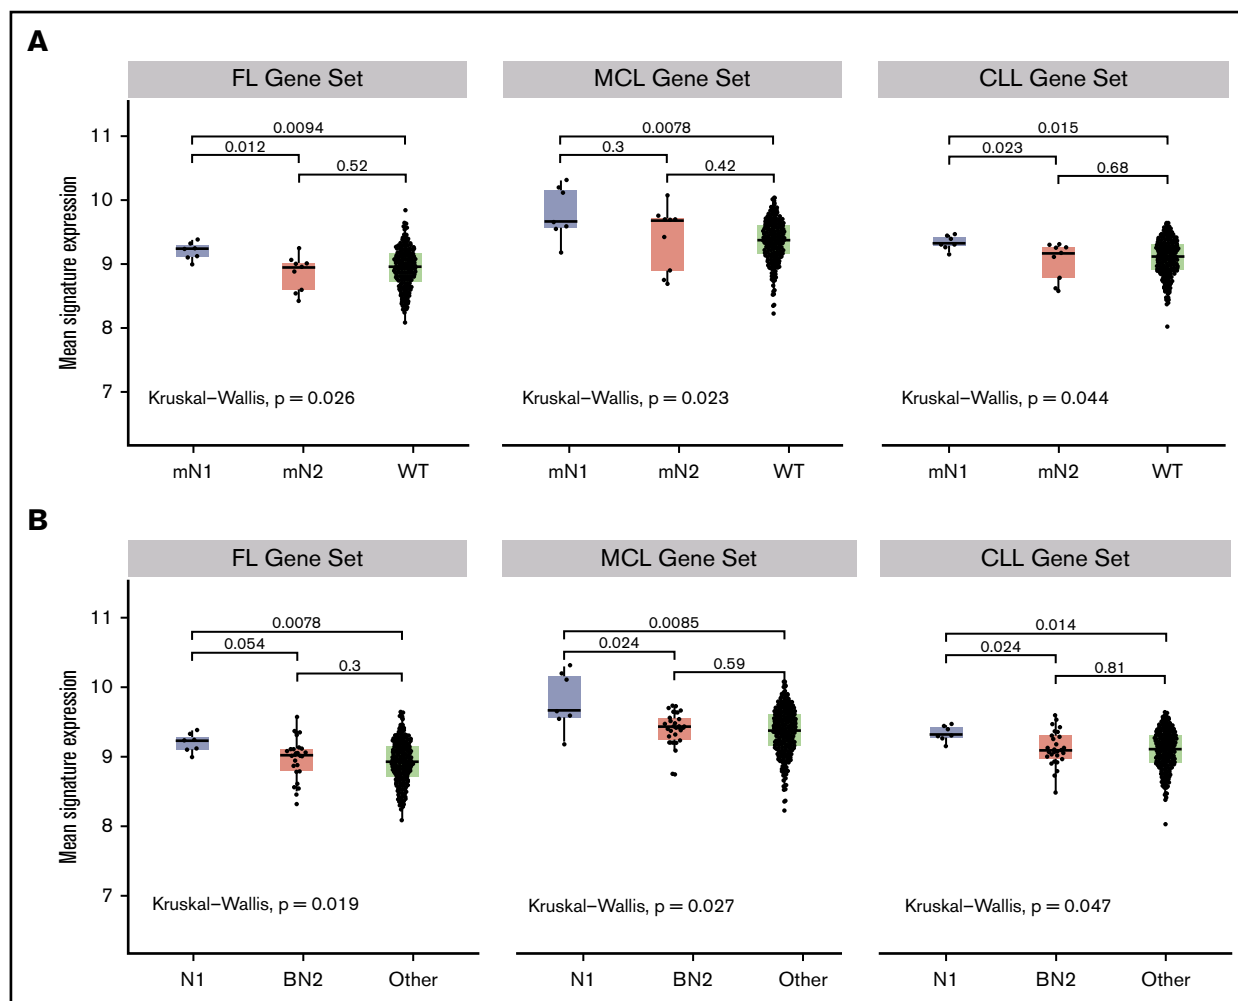 A
FL Gene Set
MCL Gene Set
CLL Gene Set
Mean signature expression
11
10
9
8
7
0.0094
0.012
0.52
0.0078
0.3
0.42
0.015
0.023
0.68
Kruskal–Wallis, p = 0.026
Kruskal–Wallis, p = 0.023
Kruskal–Wallis, p = 0.044
mN1 mN2 WT
mN1 mN2 WT
mN1 mN2 WT
B
FL Gene Set
MCL Gene Set
CLL Gene Set
Mean signature expression
11
10
9
8
7
0.0078
0.054
0.3
0.0085
0.024
0.59
0.014
0.024
0.81
Kruskal–Wallis, p = 0.019
Kruskal–Wallis, p = 0.027
Kruskal–Wallis, p = 0.047
N1 BN2 Other
N1 BN2 Other
N1 BN2 Other